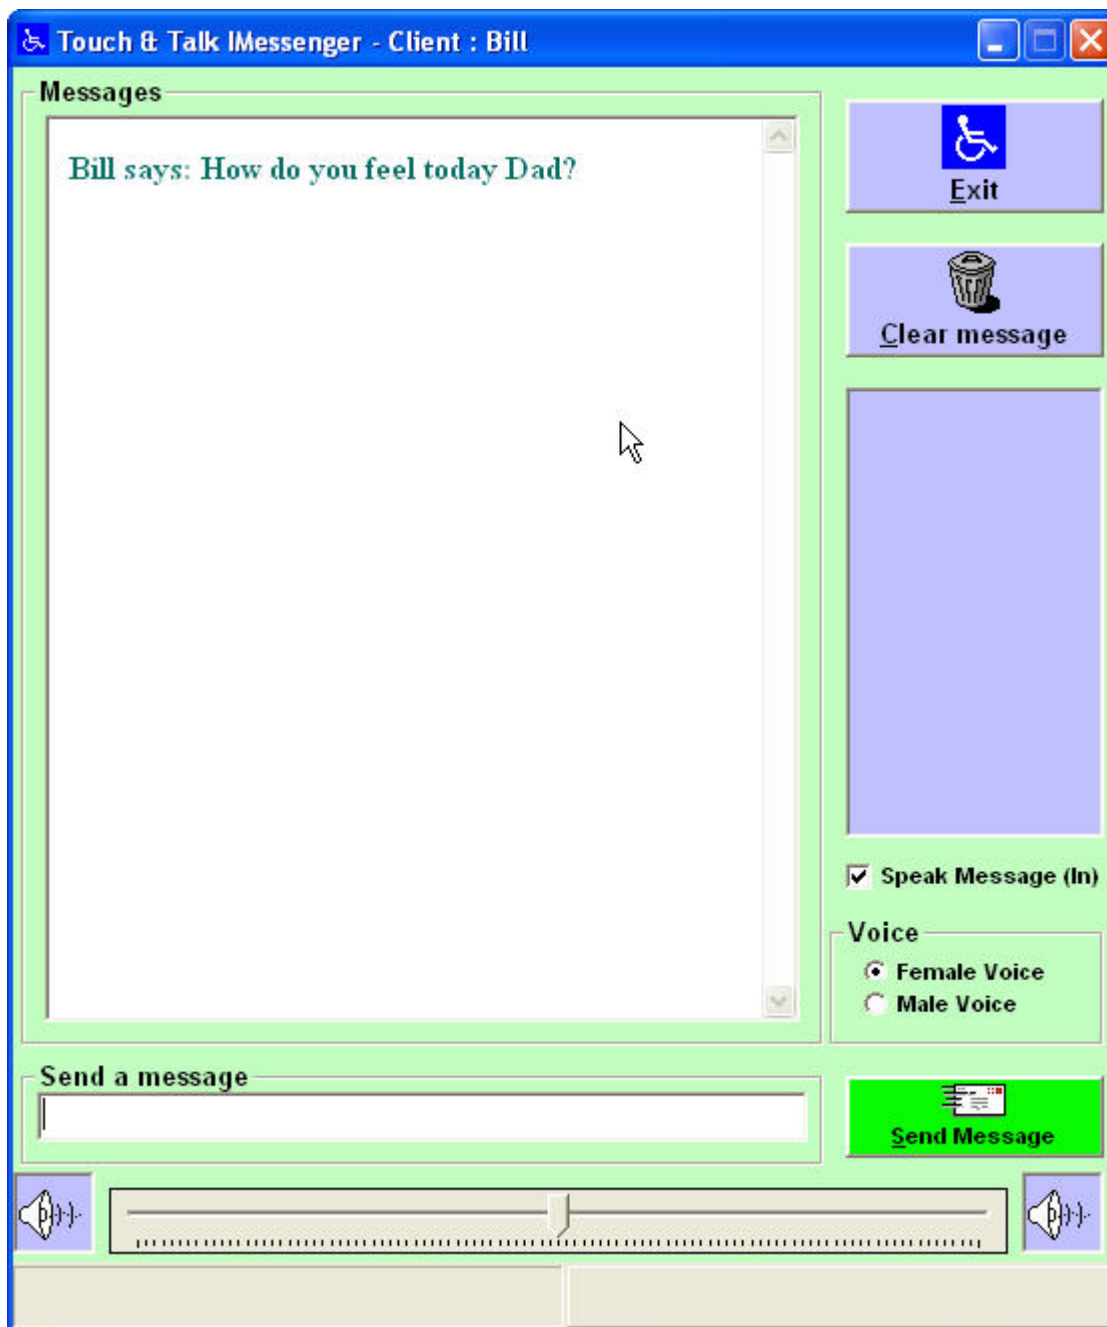 Touch & Talk IMessenger - Client : Bill
Messages
Bill says: How do you feel today Dad?
Exit
Clear message
Speak Message (In)
Voice
Female Voice
Male Voice
Send a message
Send Message